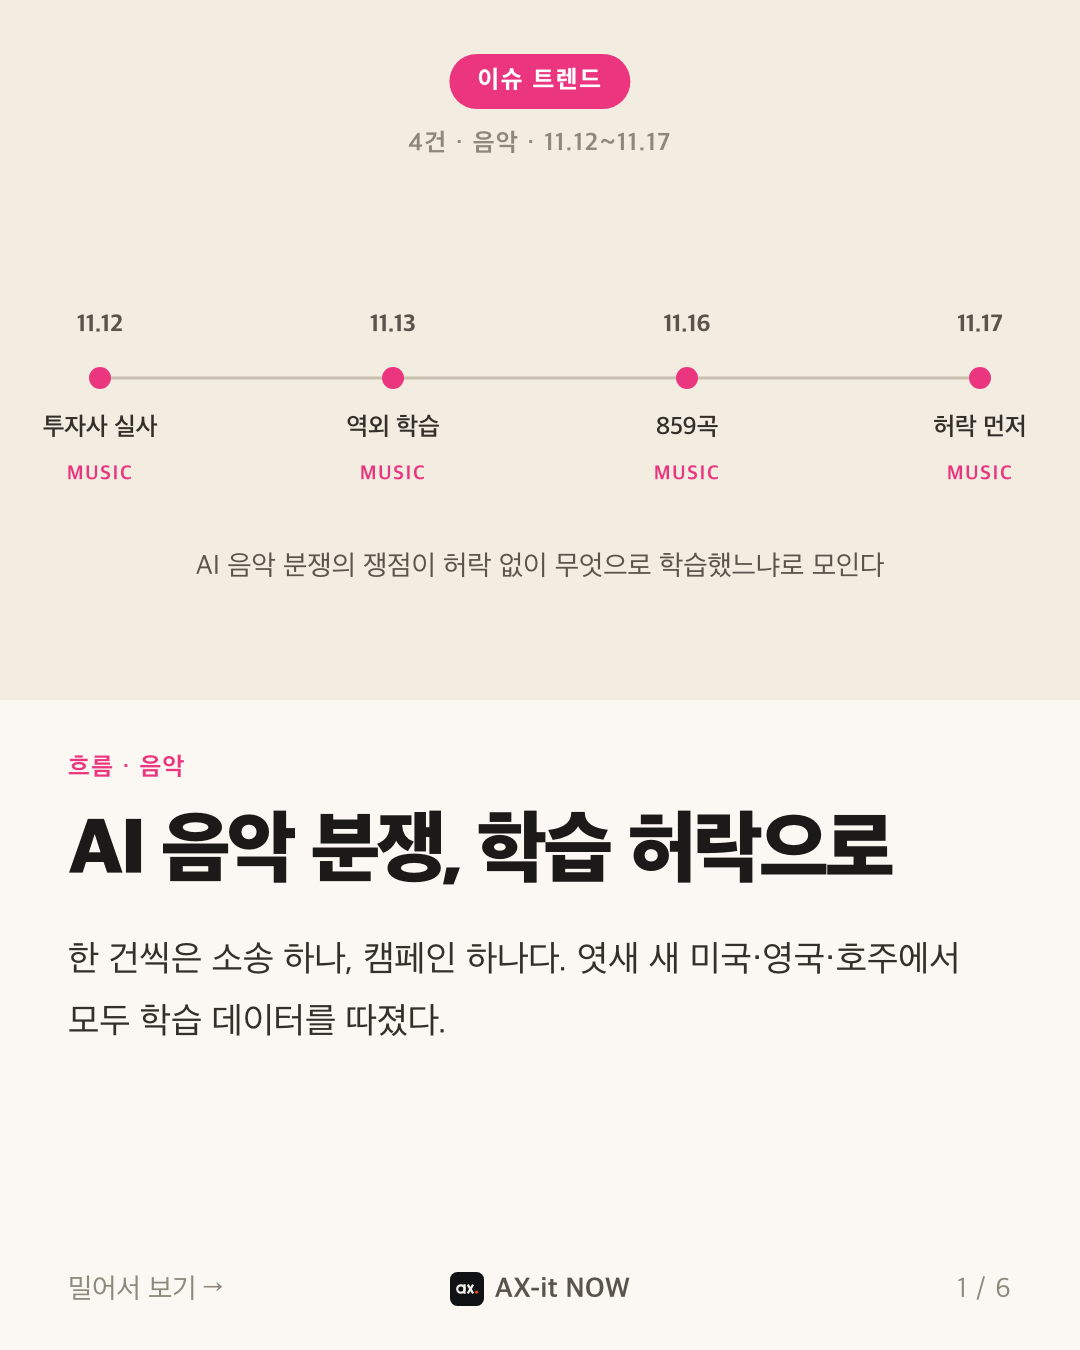 이슈 트렌드
4건 · 음악 · 11.12~11.17
11.12 11.13 11.16 11.17
투자사 실사 역외 학습 859곡 허락 먼저
MUSIC MUSIC MUSIC MUSIC
AI 음악 분쟁의 쟁점이 허락 없이 무엇으로 학습했느냐로 모인다
흐름 · 음악
AI 음악 분쟁, 학습 허락으로
한 건씩은 소송 하나, 캠페인 하나다. 엿새 새 미국·영국·호주에서
모두 학습 데이터를 따졌다.
밀어서 보기 → ax. AX-it NOW 1 / 6